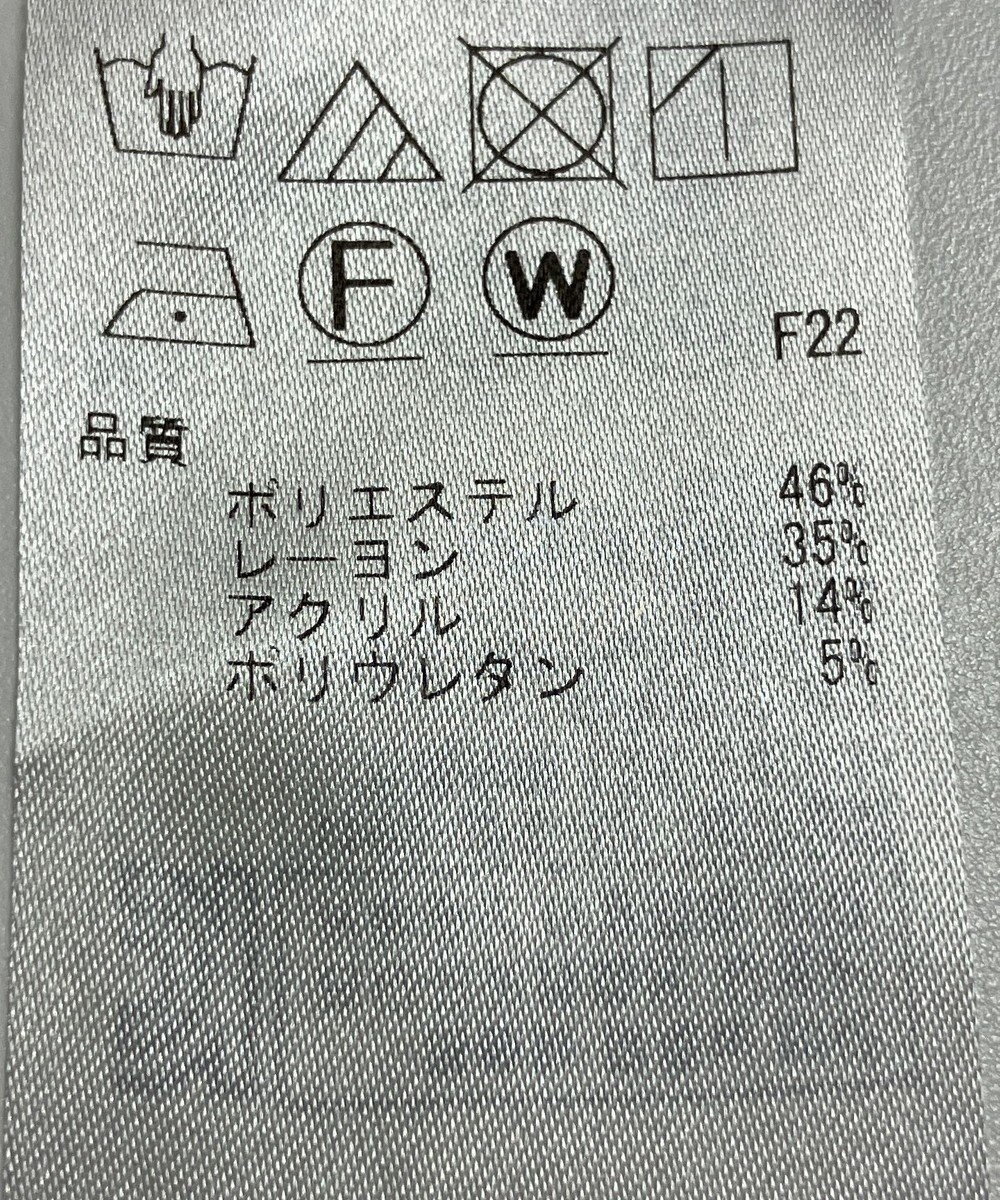 F W
F22
品質
ポリエステル 46%
レーヨン 35%
アクリル 14%
ポリウレタン 5%